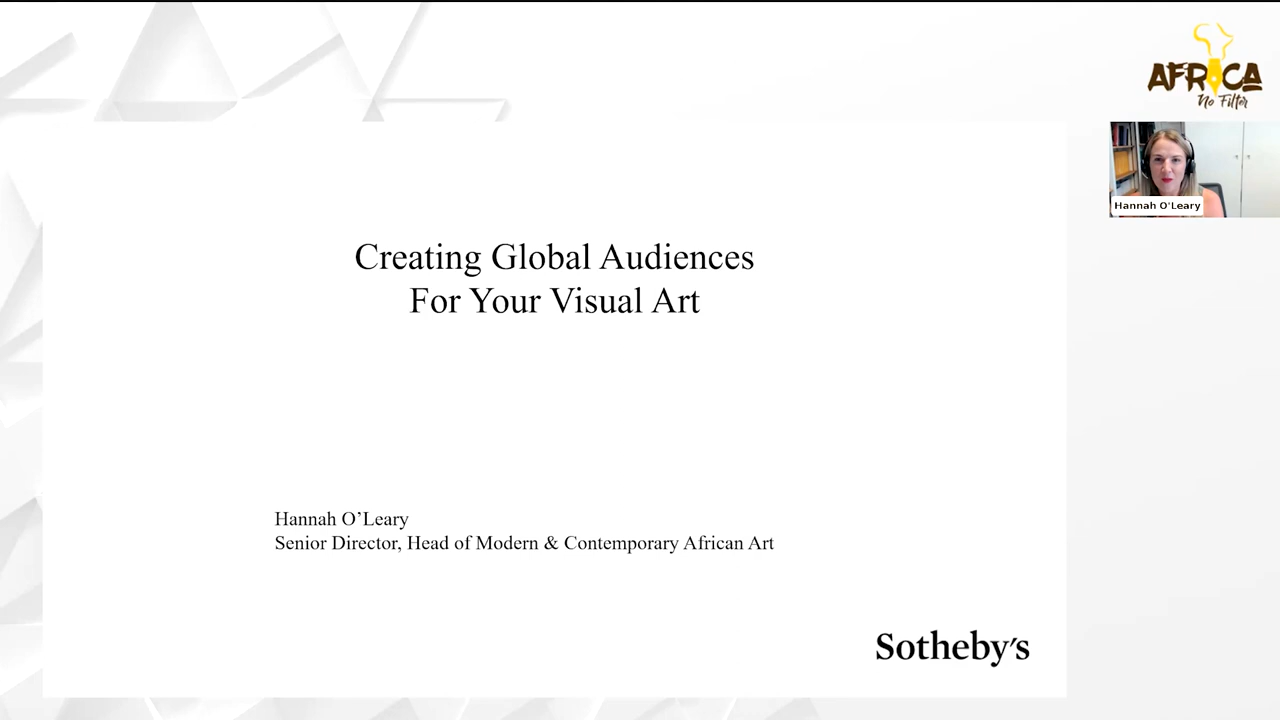 AFRICA
No Filter
Hannah O'Leary
Creating Global Audiences
For Your Visual Art
Hannah O’Leary
Senior Director, Head of Modern & Contemporary African Art
Sotheby’s